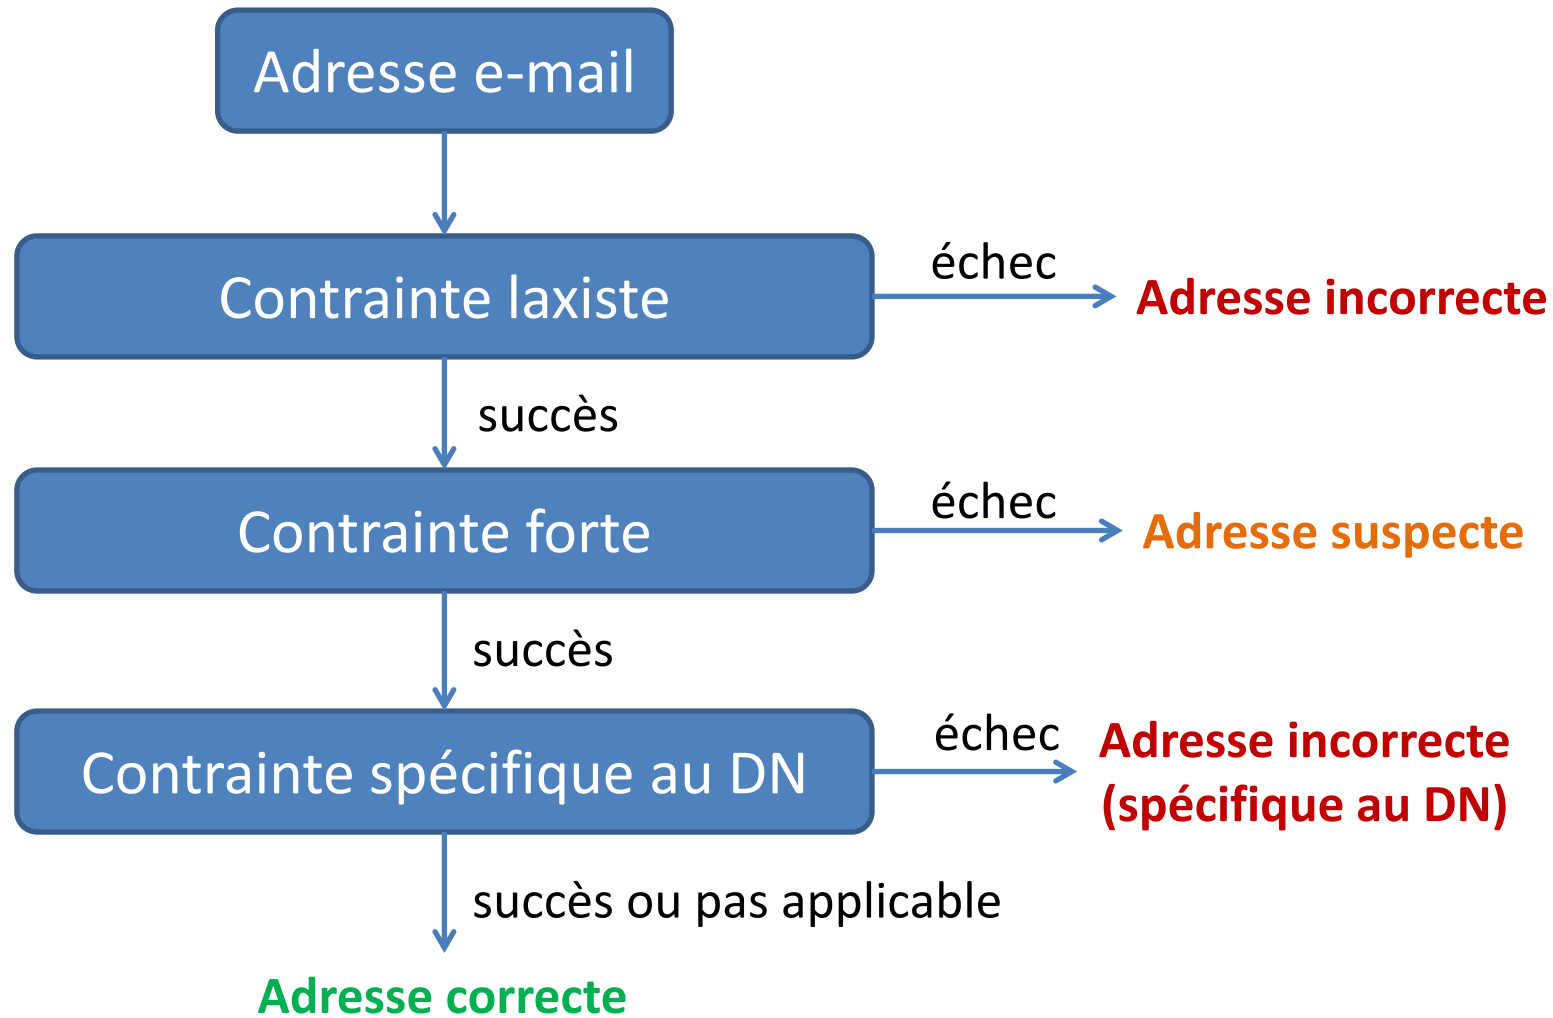 Adresse e-mail
Contrainte laxiste
échec
Adresse incorrecte
succès
Contrainte forte
échec
Adresse suspecte
succès
Contrainte spécifique au DN
échec
Adresse incorrecte
(spécifique au DN)
succès ou pas applicable
Adresse correcte